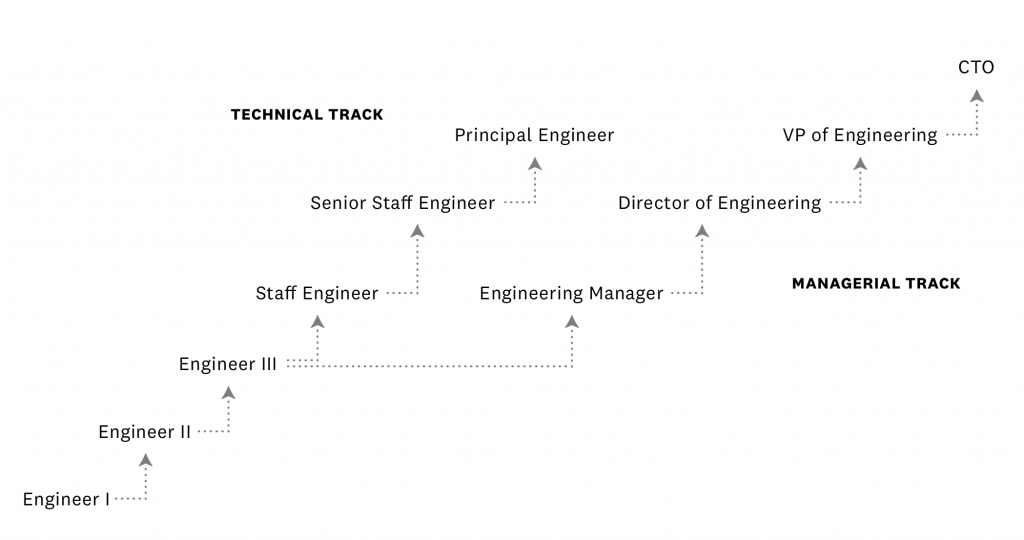 CTO
TECHNICAL TRACK
Principal Engineer
VP of Engineering
Senior Staff Engineer
Director of Engineering
MANAGERIAL TRACK
Staff Engineer
Engineering Manager
Engineer III
Engineer II
Engineer I